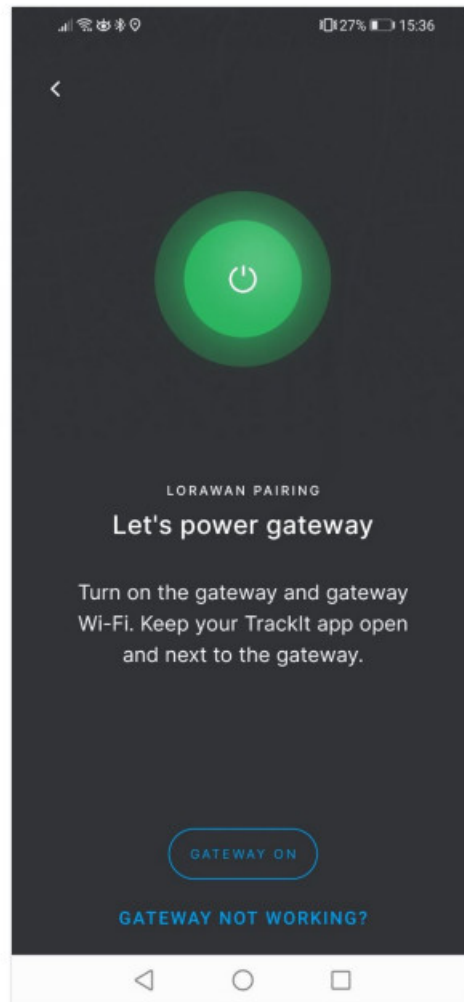 27% 15:36
LORAWAN PAIRING
Let's power gateway
Turn on the gateway and gateway
Wi-Fi. Keep your TrackIt app open
and next to the gateway.
GATEWAY ON
GATEWAY NOT WORKING?